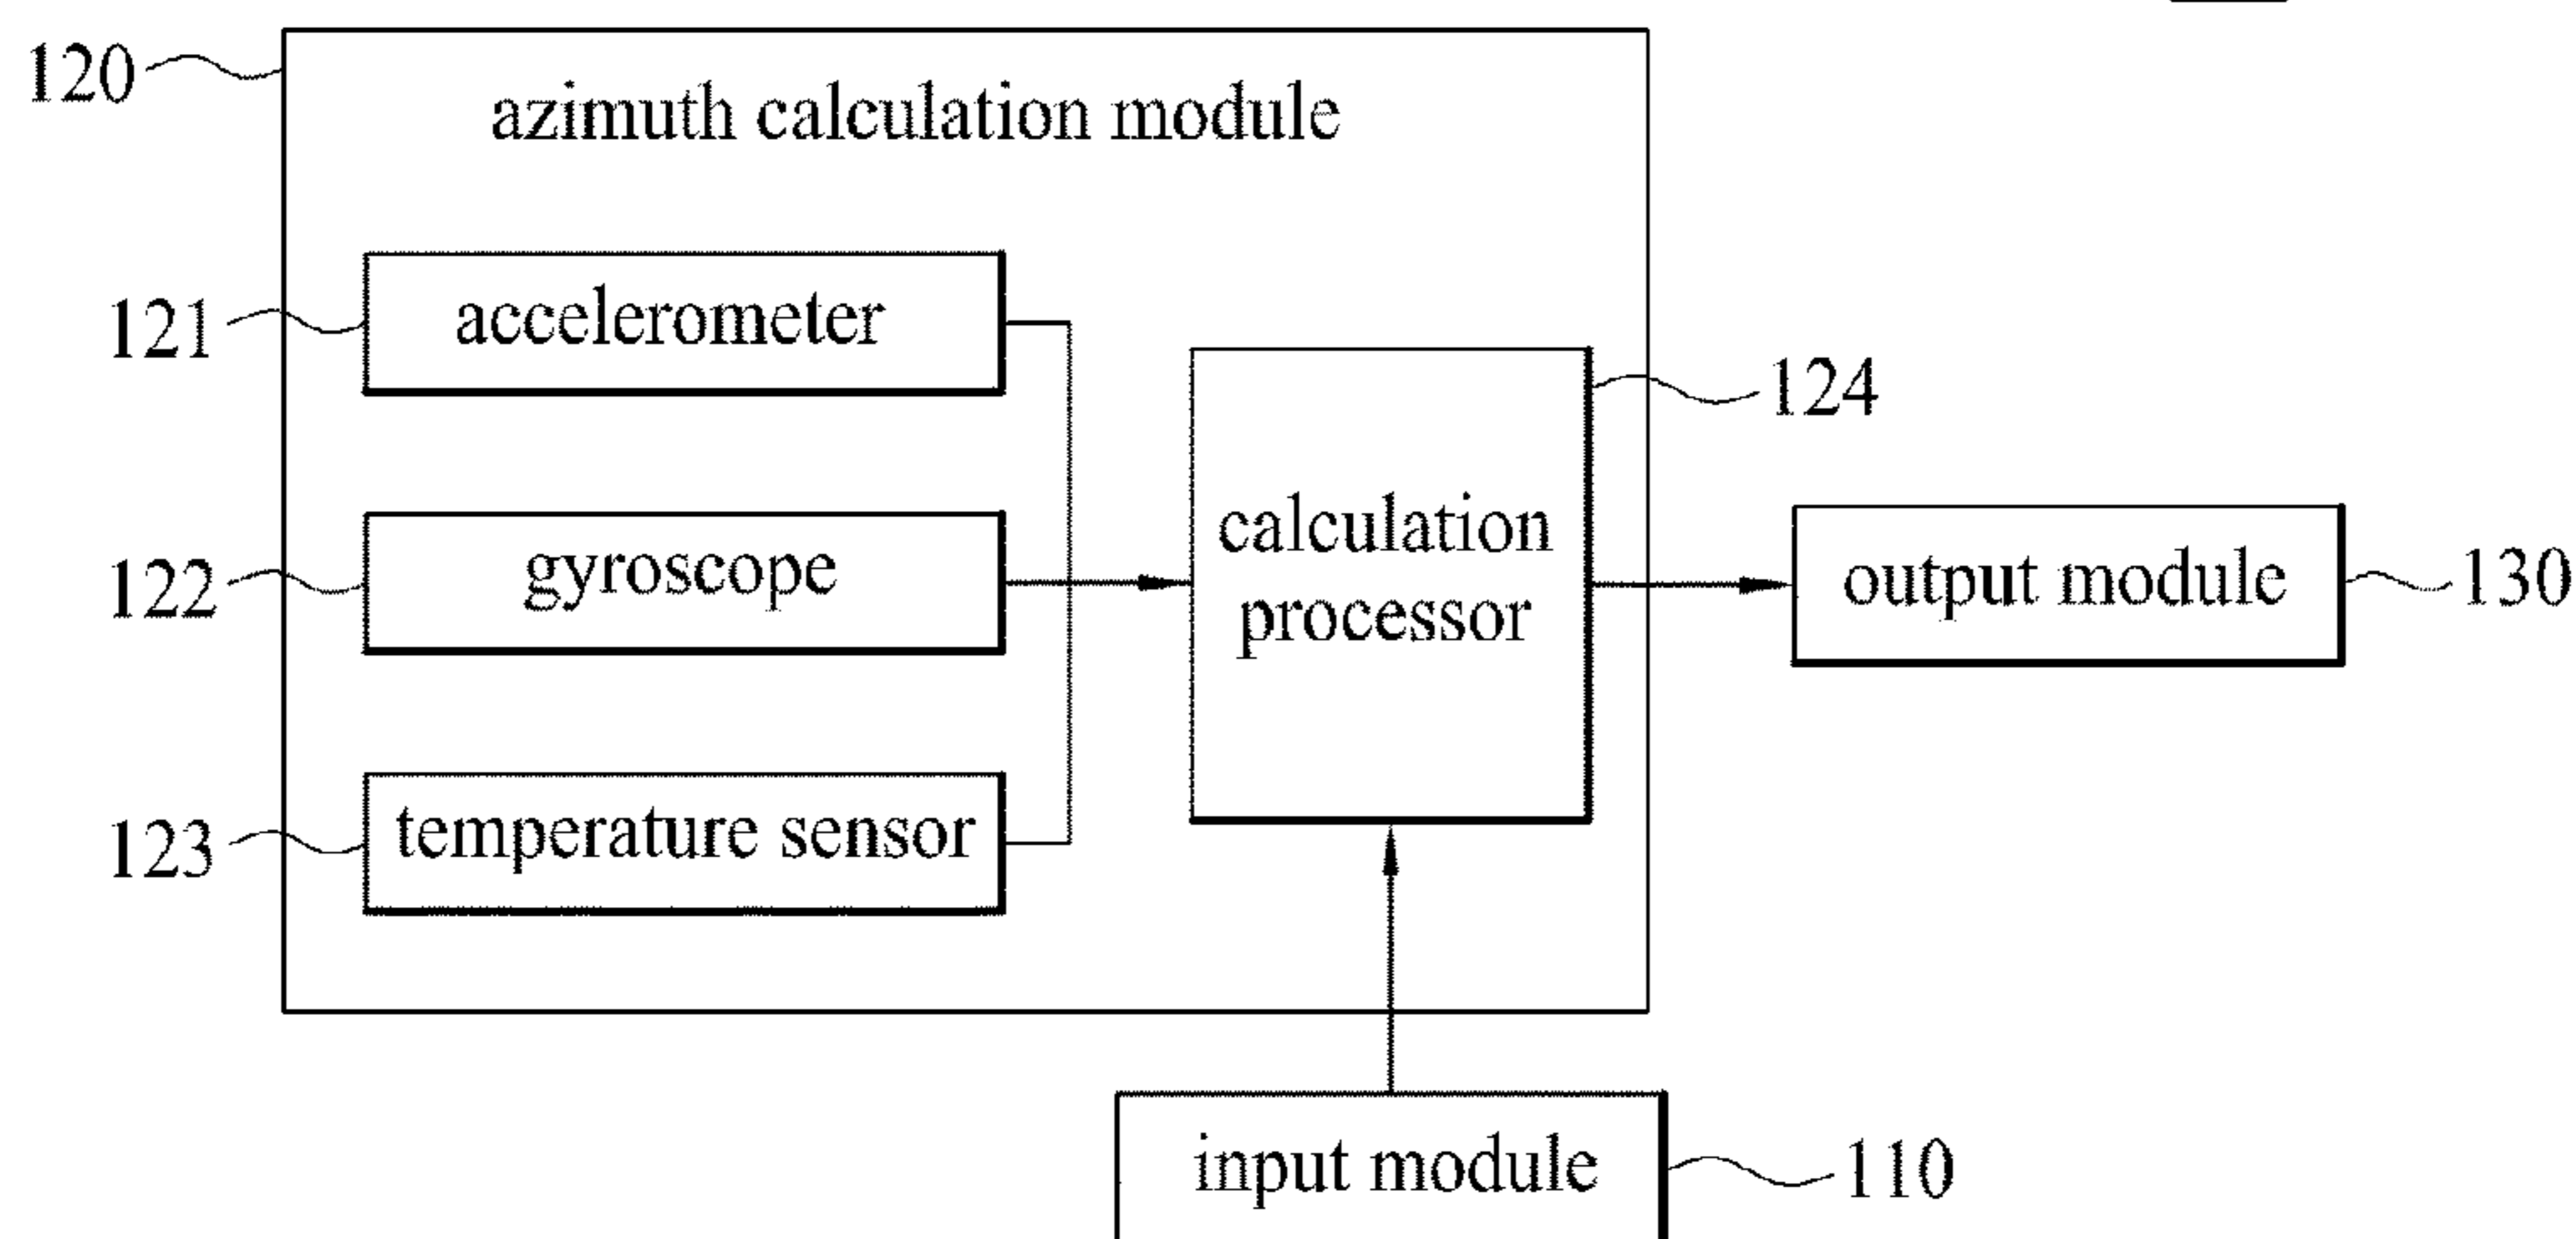 120
azimuth calculation module
121
accelerometer
124
122
gyroscope
calculation
processor
output module
130
123
temperature sensor
input module
110